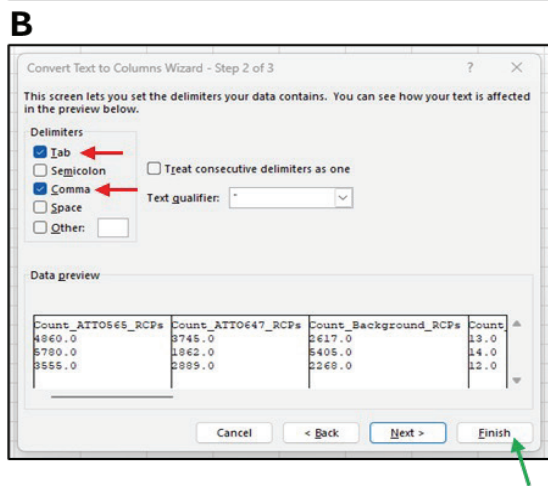 B
Convert Text to Columns Wizard - Step 2 of 3 ? ×
This screen lets you set the delimiters your data contains. You can see how your text is affected
in the preview below.
Delimiters
Tab
Semicolon
Comma
Space
Other:
Treat consecutive delimiters as one
Text qualifier: "
Data preview
Count_ATTO565_RCPs Count_ATTO647_RCPs Count_Background_RCPs Count_
4860.0 3745.0 2617.0 13.0
5780.0 1862.0 5405.0 14.0
3555.0 2889.0 2268.0 12.0
Cancel < Back Next > Finish